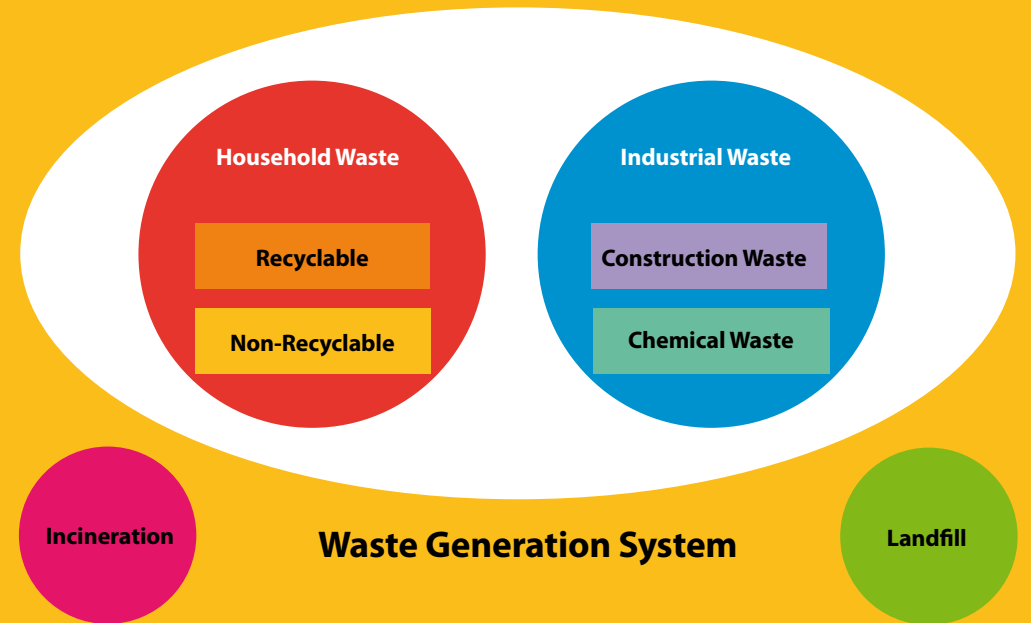 Household Waste
Recyclable
Non-Recyclable
Industrial Waste
Construction Waste
Chemical Waste
Incineration
Waste Generation System
Landfill